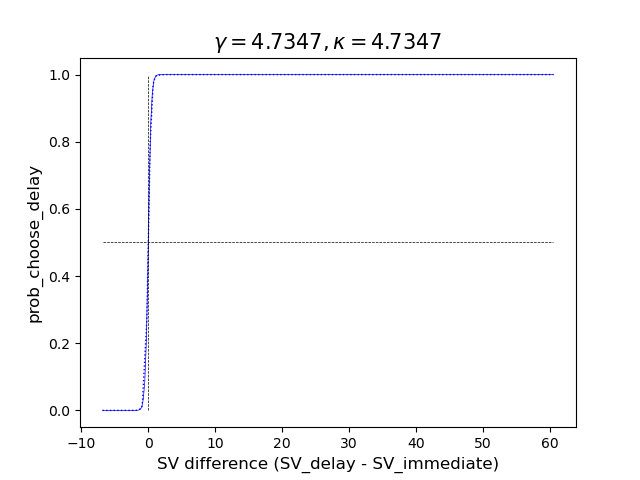 γ = 4.7347, κ = 4.7347
1.0
0.8
0.6
0.4
0.2
0.0
prob_choose_delay
−10 0 10 20 30 40 50 60
SV difference (SV_delay - SV_immediate)